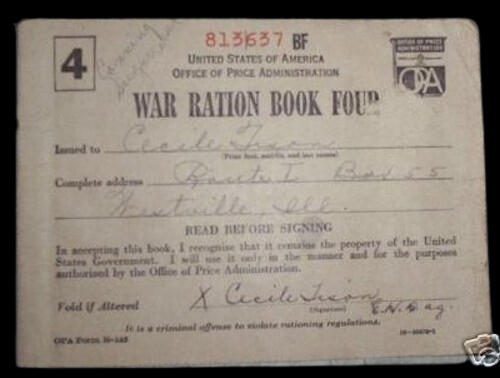 813637 BF
4
Canning
UNITED STATES OF AMERICA
OFFICE OF PRICE ADMINISTRATION
OFFICE OF PRICE
ADMINISTRATION
OPA
WAR RATION BOOK FOUR
Issued to Cecile Tison
(Print first, middle, and last names)
Complete address Route 1 Box 55
Westville, Ill.
READ BEFORE SIGNING
In accepting this book, I recognize that it remains the property of the United
States Government. I will use it only in the manner and for the purposes
authorized by the Office of Price Administration.
Void if Altered X Cecile Tison
(Signature)
It is a criminal offense to violate rationing regulations.
OPA Form R-145